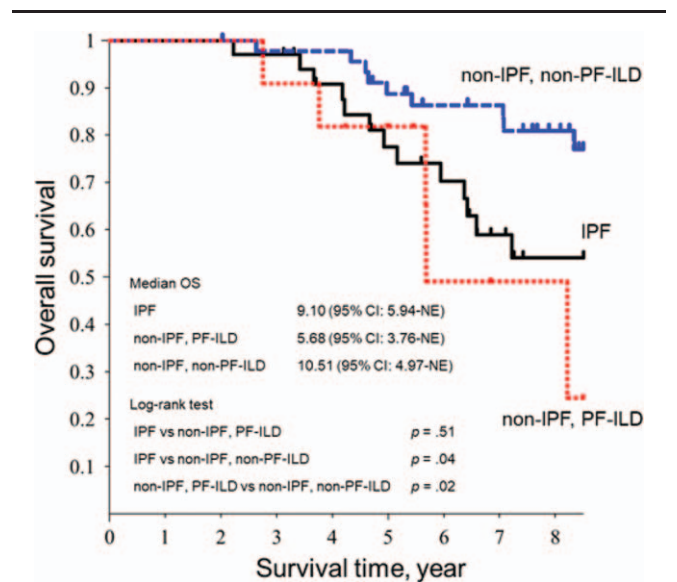 1
0.9
0.8
0.7
0.6
0.5
0.4
0.3
0.2
0.1
Overall survival
non-IPF, non-PF-ILD
IPF
non-IPF, PF-ILD
Median OS
IPF 9.10 (95% CI: 5.94-NE)
non-IPF, PF-ILD 5.68 (95% CI: 3.76-NE)
non-IPF, non-PF-ILD 10.51 (95% CI: 4.97-NE)
Log-rank test
IPF vs non-IPF, PF-ILD p = .51
IPF vs non-IPF, non-PF-ILD p = .04
non-IPF, PF-ILD vs non-IPF, non-PF-ILD p = .02
0 1 2 3 4 5 6 7 8
Survival time, year